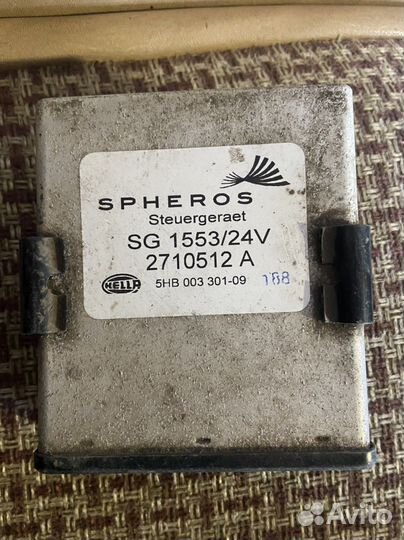 SPHEROS
Steuergeraet
SG 1553/24V
2710512 A
HELLA
5HB 003 301-09 188
Avito